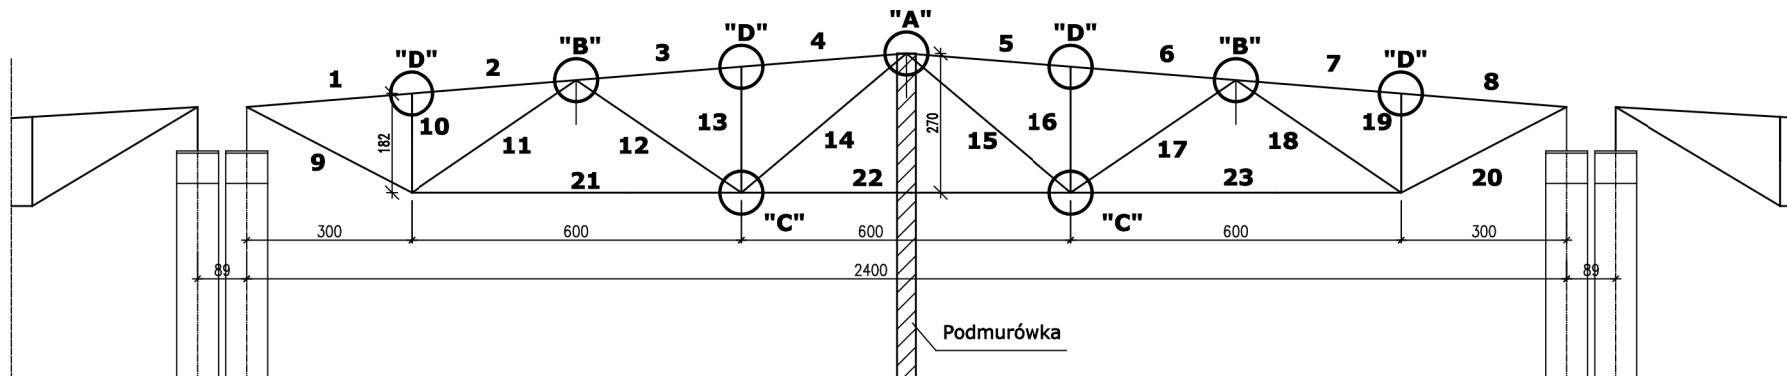 "A"
"D" "B" "D" "D" "B" "D"
1 2 3 4 5 6 7 8
9 10 11 12 13 14 15 16 17 18 19 20
182 270
21 22 23
"C" "C"
300 600 600 600 300
89 2400 89
Podmurówka